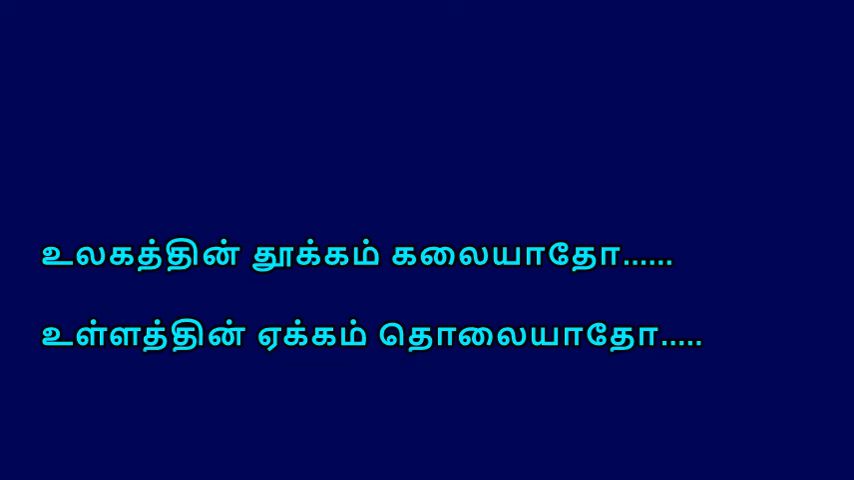 உலகத்தின் தூக்கம் கலையாதோ......
உள்ளத்தின் ஏக்கம் தொலையாதோ.....